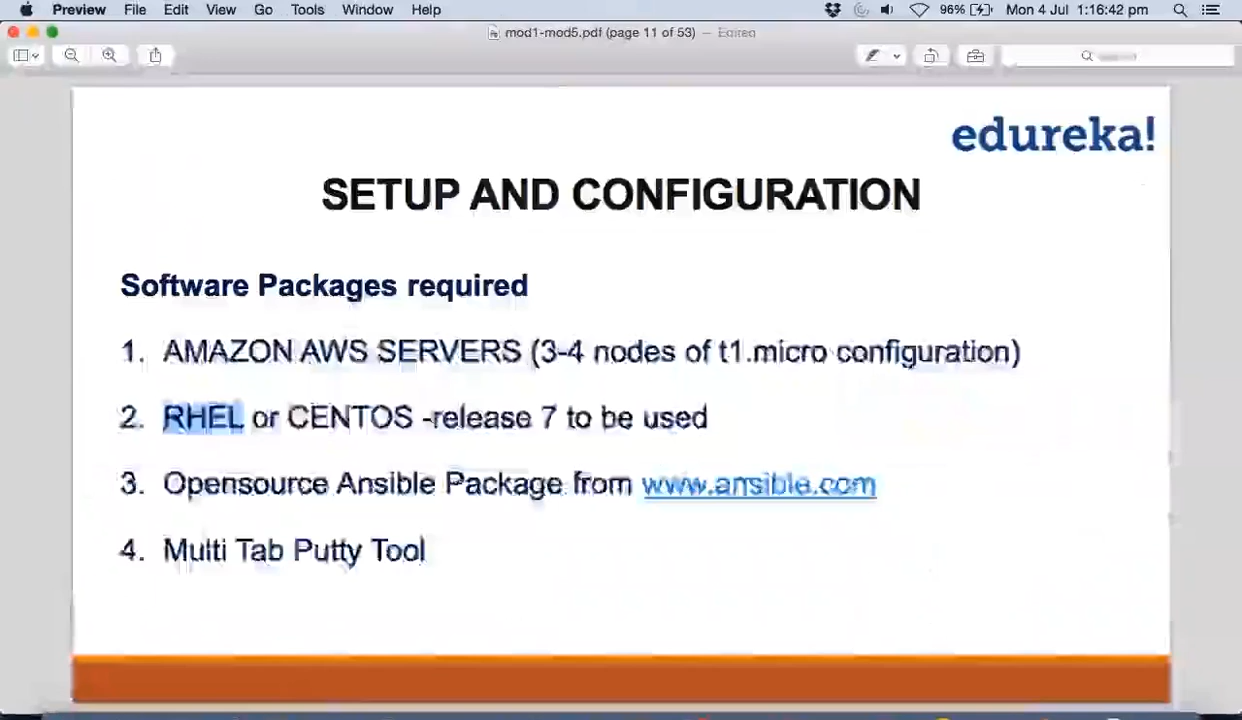 Preview File Edit View Go Tools Window Help 96% Mon 4 Jul 1:16:42 pm
mod1-mod5.pdf (page 11 of 53) — Edited
edureka!
SETUP AND CONFIGURATION
Software Packages required
1. AMAZON AWS SERVERS (3-4 nodes of t1.micro configuration)
2. RHEL or CENTOS -release 7 to be used
3. Opensource Ansible Package from www.ansible.com
4. Multi Tab Putty Tool